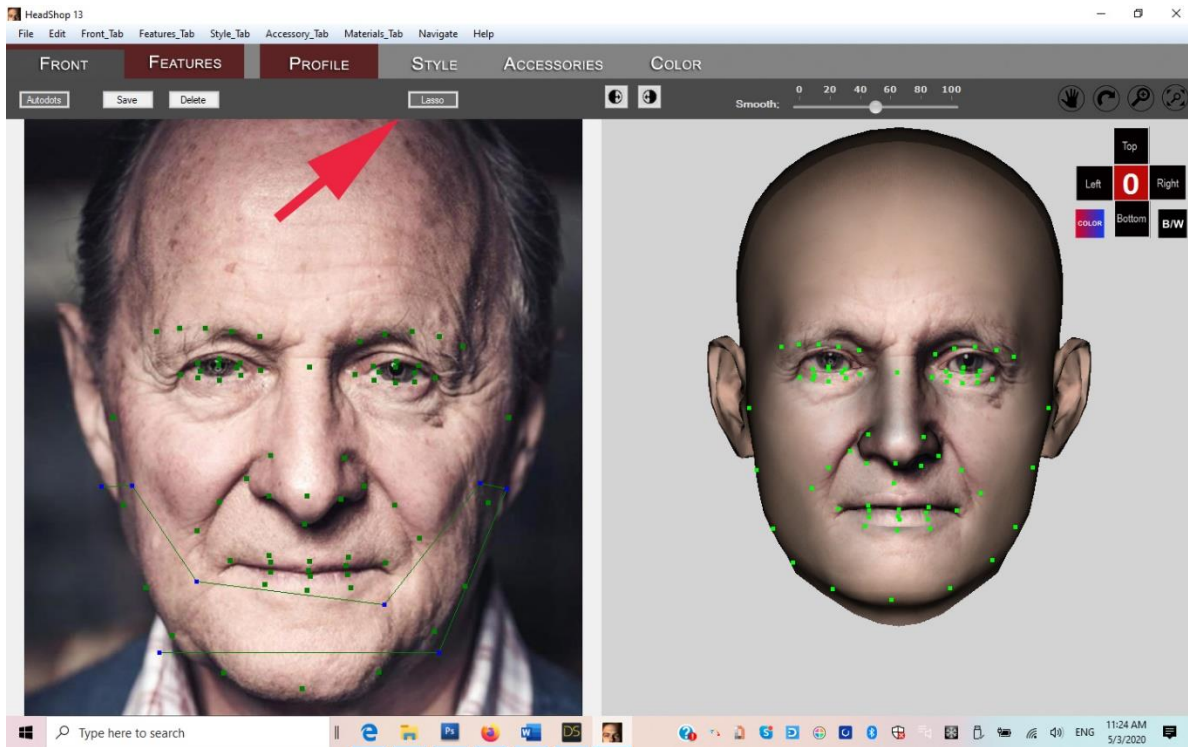 HeadShop 13
File Edit Front_Tab Features_Tab Style_Tab Accessory_Tab Materials_Tab Navigate Help
FRONT FEATURES PROFILE STYLE ACCESSORIES COLOR
Autodots Save Delete Lasso Smooth; 0 20 40 60 80 100
Top
Left 0 Right
COLOR Bottom B/W
Type here to search Ps W DS S ENG 11:24 AM
5/3/2020